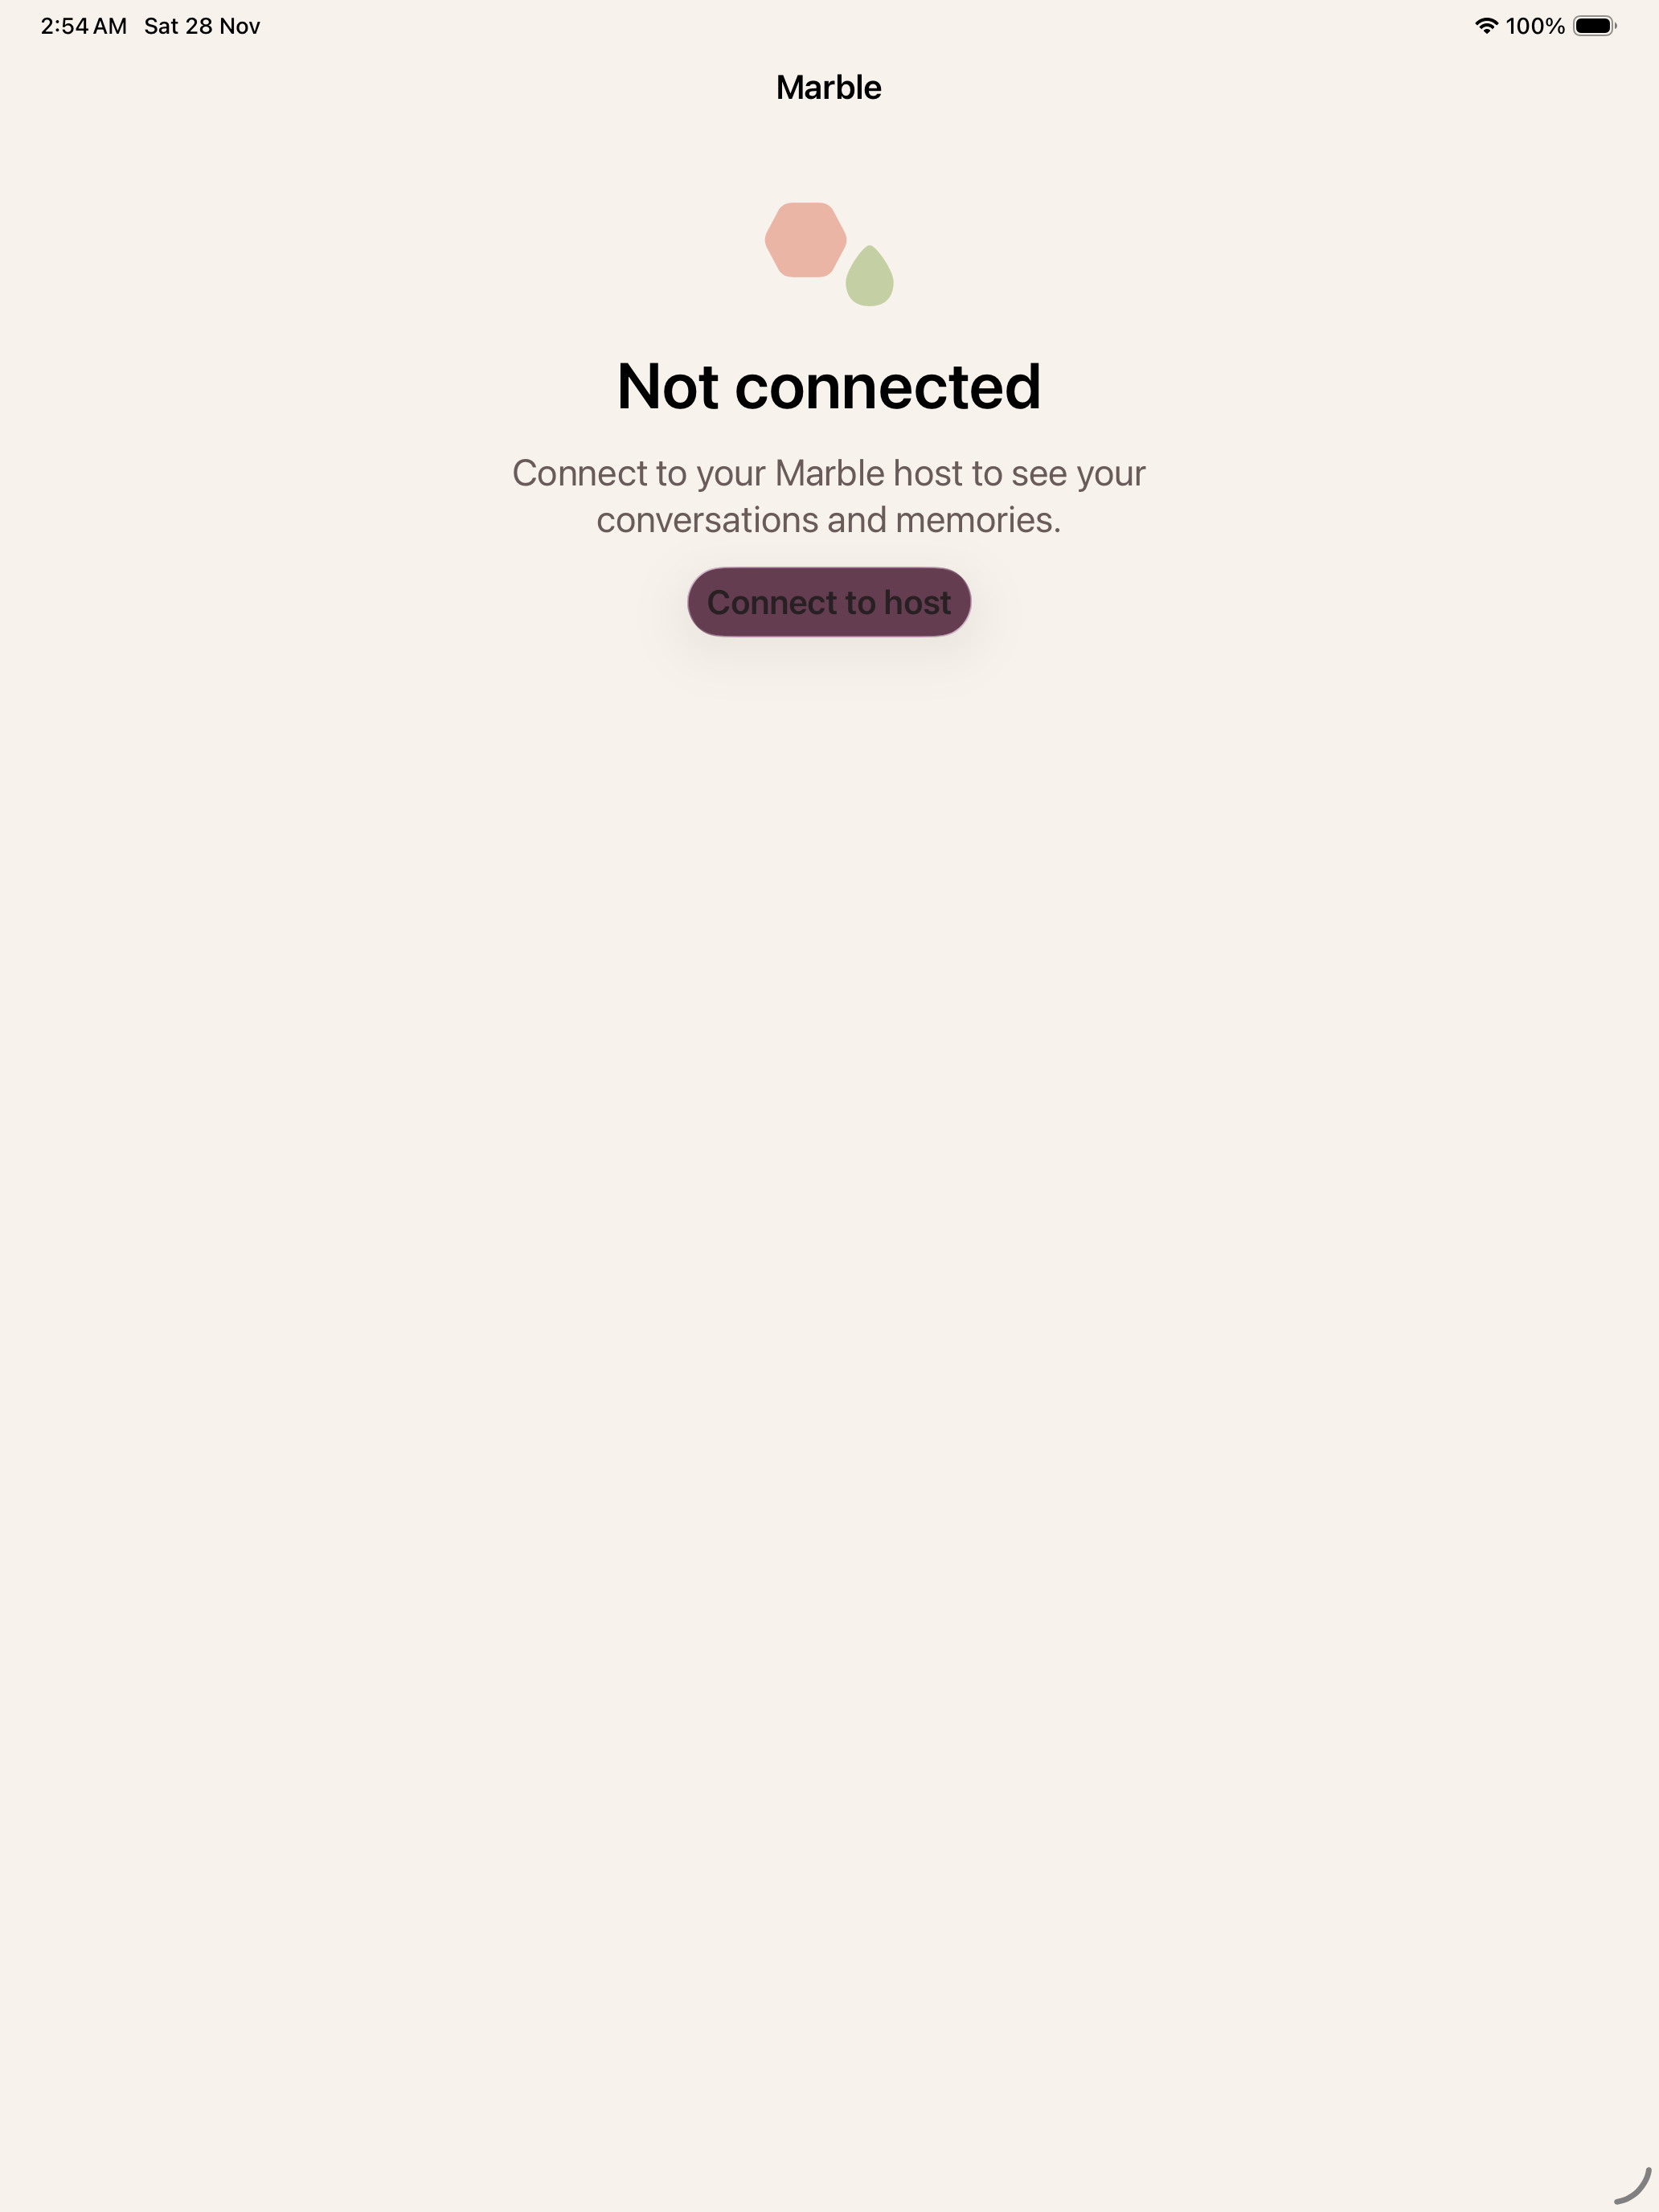 2:54 AM Sat 28 Nov 100%
Marble
Not connected
Connect to your Marble host to see your
conversations and memories.
Connect to host